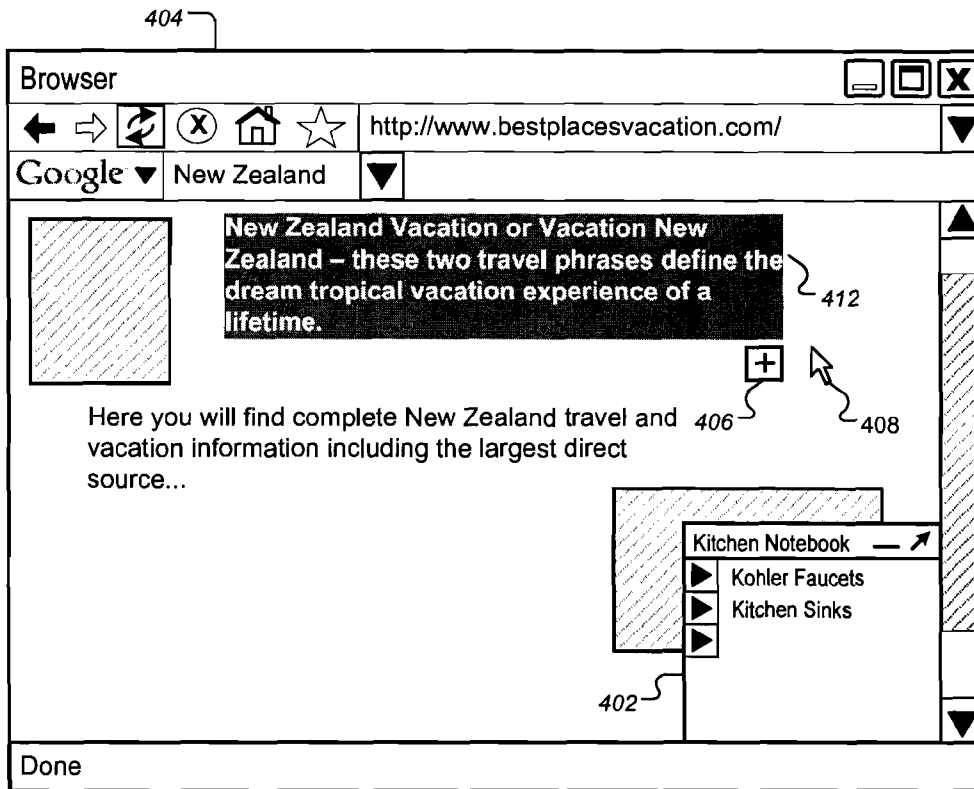 404
Browser
X
X http://www.bestplacesvacation.com/
Google New Zealand
New Zealand Vacation or Vacation New
Zealand – these two travel phrases define the
dream tropical vacation experience of a
lifetime.
412
+
406
408
Here you will find complete New Zealand travel and
vacation information including the largest direct
source...
Kitchen Notebook
Kohler Faucets
Kitchen Sinks
402
Done